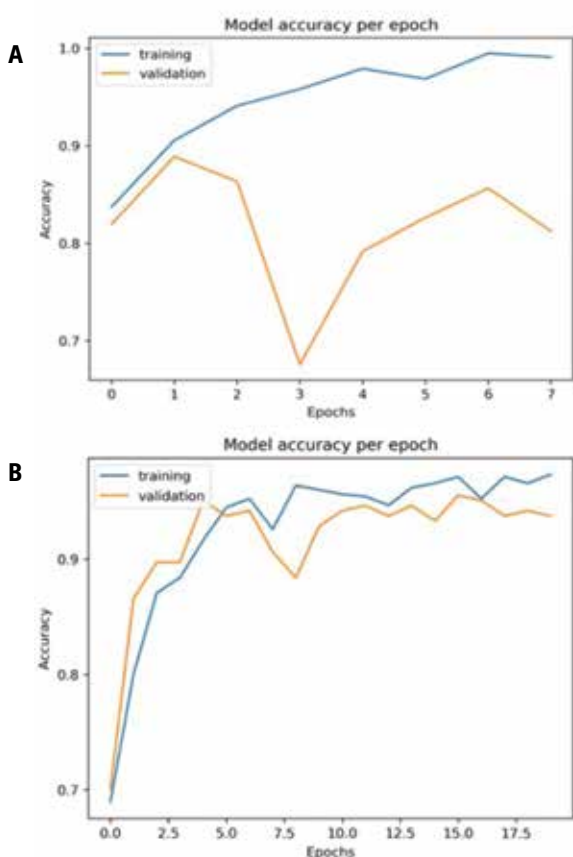 A
Model accuracy per epoch
training
validation
1.0
0.9
0.8
0.7
Accuracy
0 1 2 3 4 5 6 7
Epochs
B
Model accuracy per epoch
training
validation
0.9
0.8
0.7
Accuracy
0.0 2.5 5.0 7.5 10.0 12.5 15.0 17.5
Epochs